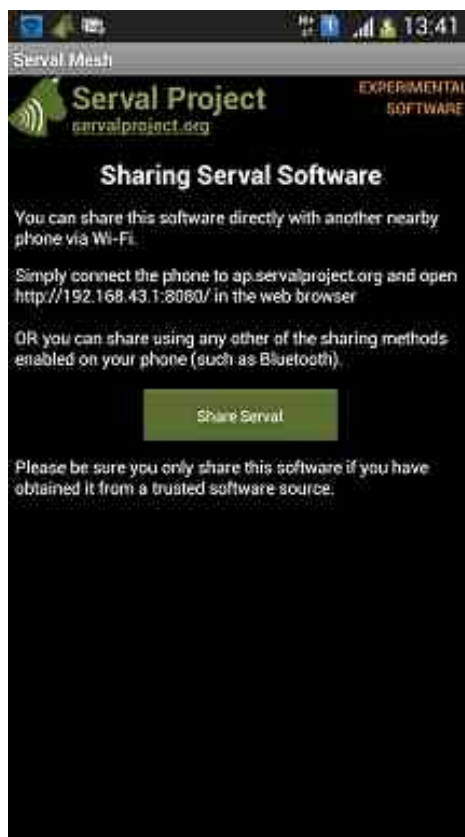 13:41
Serval Mesh
Serval Project
EXPERIMENTAL
SOFTWARE
servalproject.org
Sharing Serval Software
You can share this software directly with another nearby
phone via Wi-Fi.
Simply connect the phone to ap.servalproject.org and open
http://192.168.43.1:8080/ in the web browser
OR you can share using any other of the sharing methods
enabled on your phone (such as Bluetooth).
Share Serval
Please be sure you only share this software if you have
obtained it from a trusted software source.